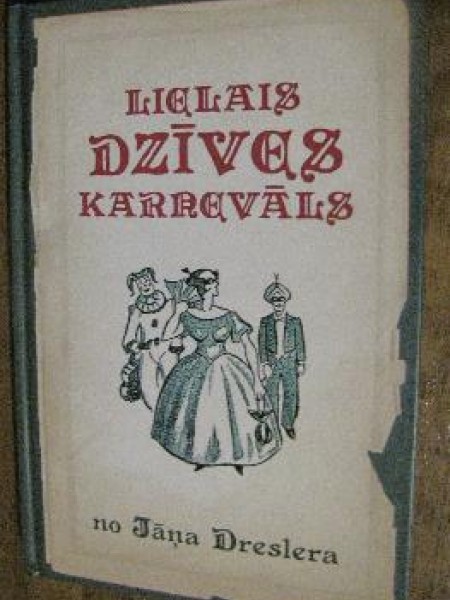 LIELAIS
DZĪVES
KARNEVĀLS
no Jāņa Dreslera